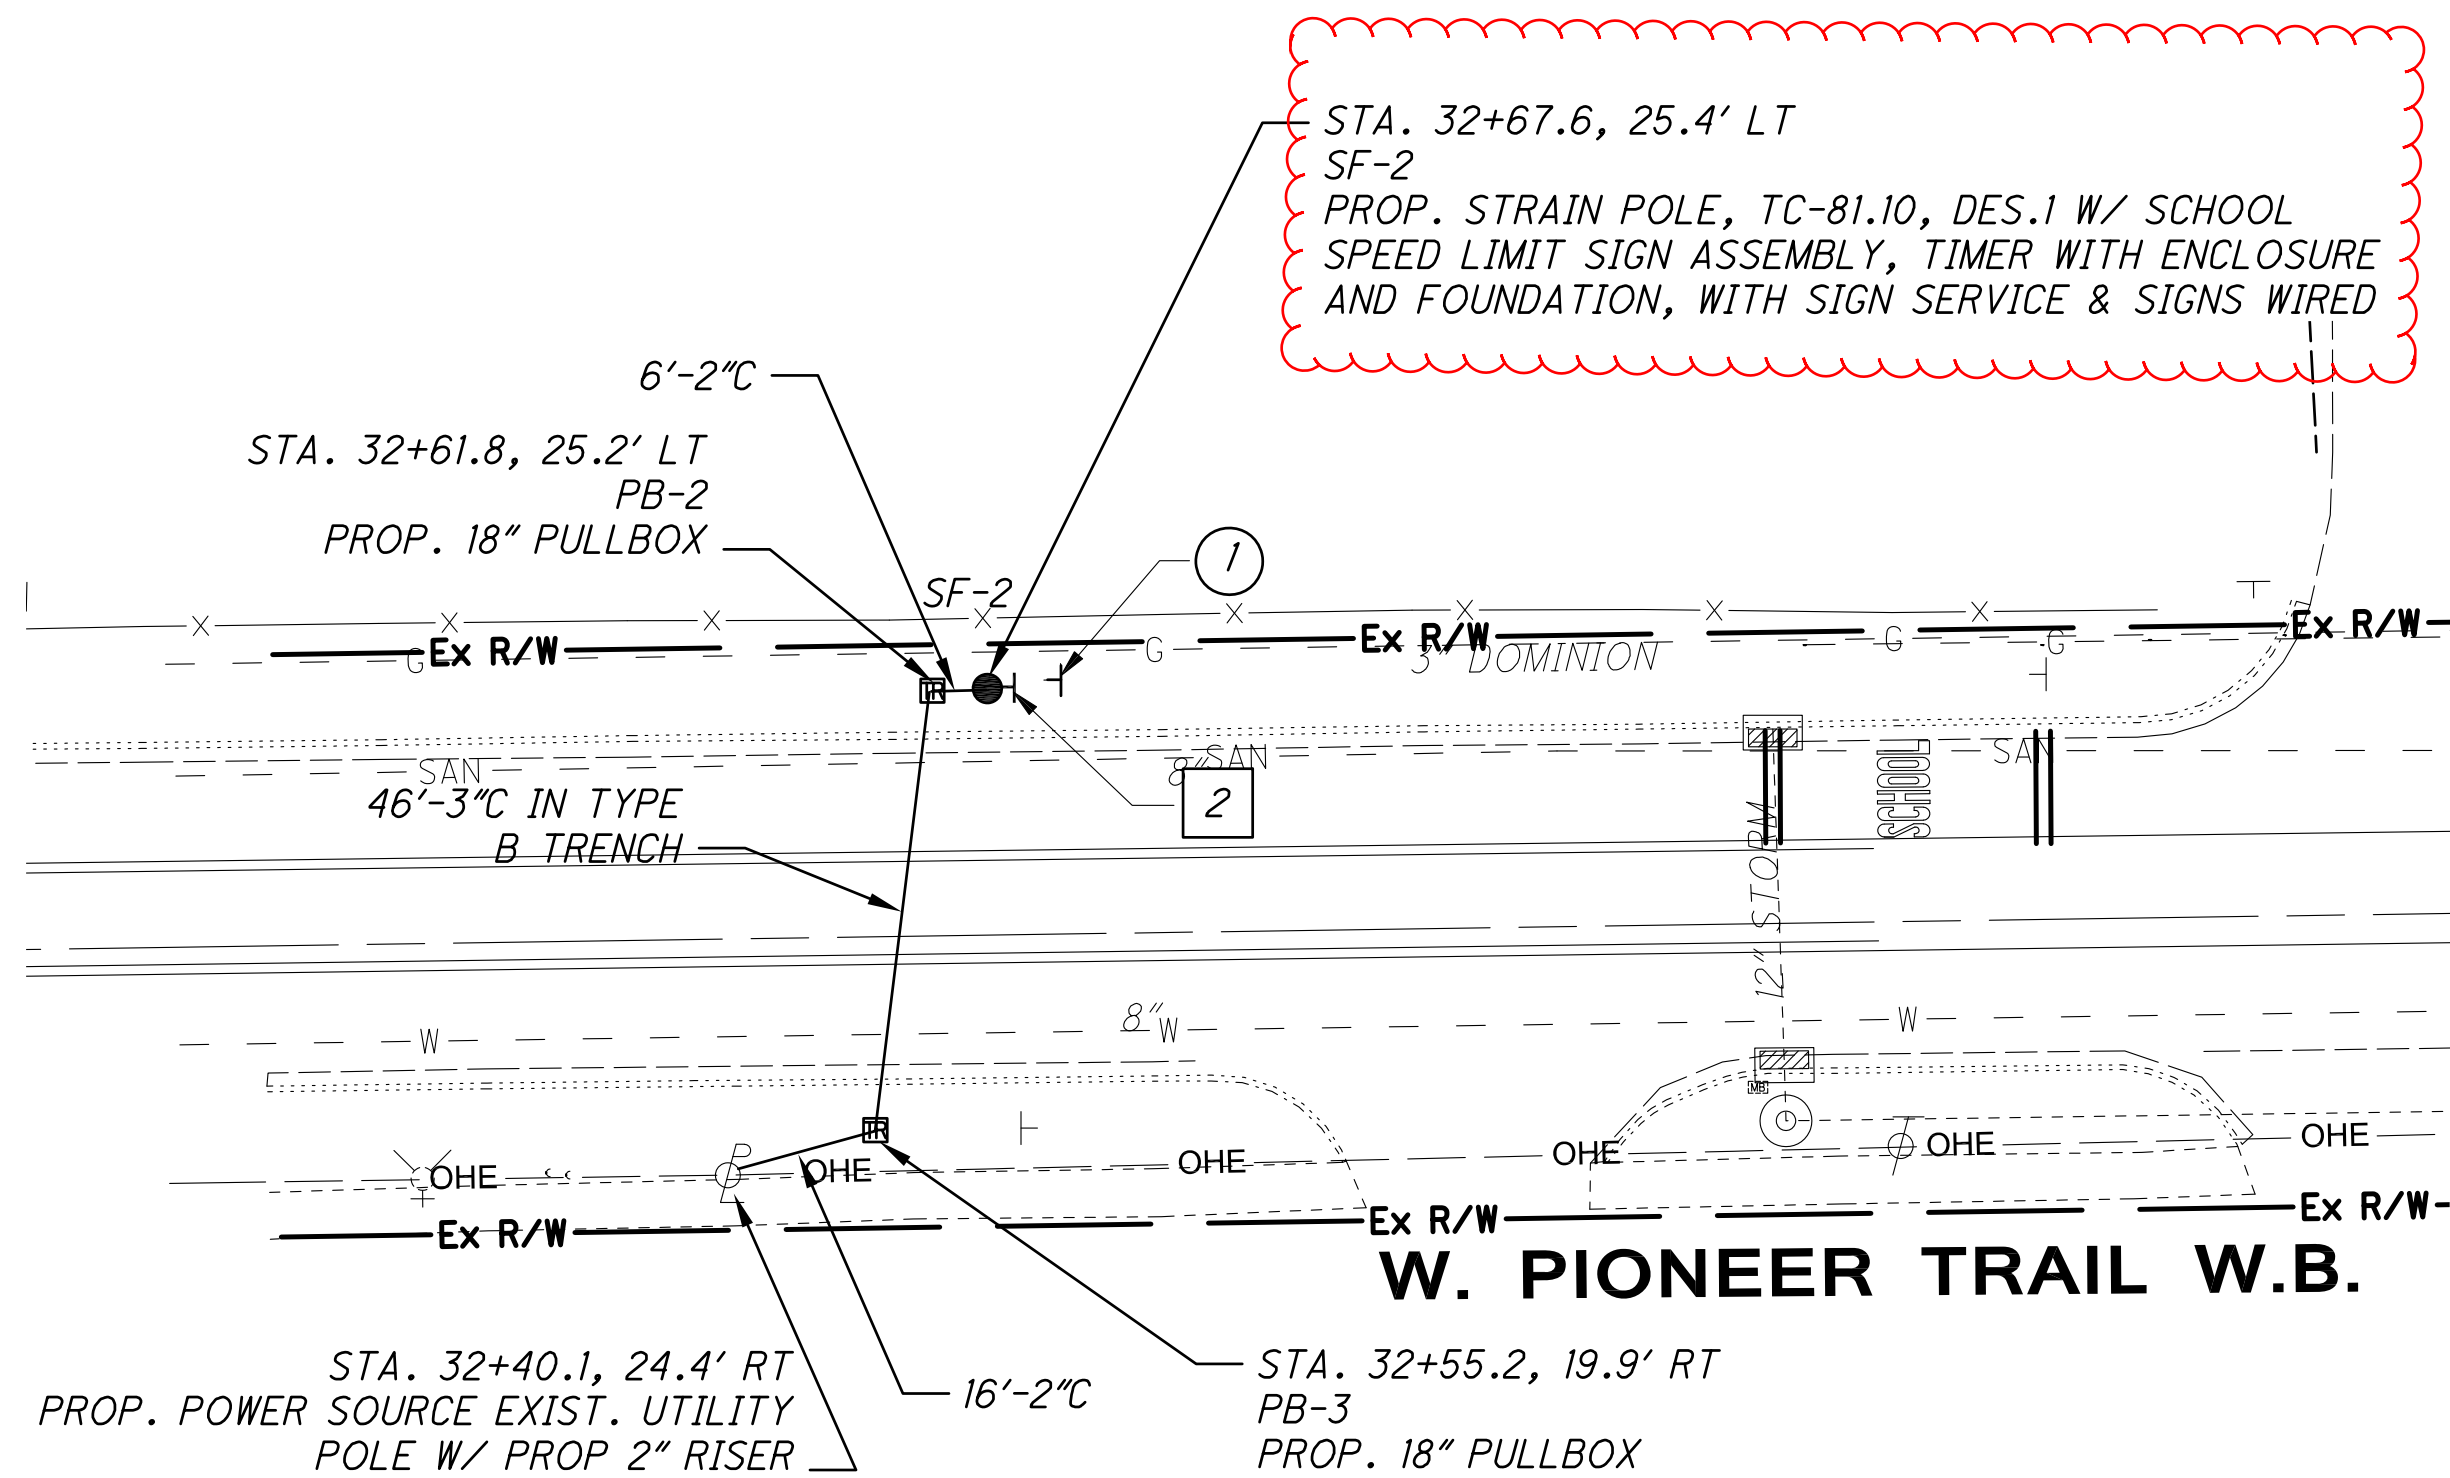 STA. 32+67.6, 25.4' LT
SF-2
PROP. STRAIN POLE, TC-81.10, DES.1 W/ SCHOOL
SPEED LIMIT SIGN ASSEMBLY, TIMER WITH ENCLOSURE
AND FOUNDATION, WITH SIGN SERVICE & SIGNS WIRED
6'-2"C
STA. 32+61.8, 25.2' LT
PB-2
PROP. 18" PULLBOX
1
SF-2
X X X X X X X X
Ex R/W Ex R/W Ex R/W
G G G G
3" DOMINION
TR
SAN 8" SAN SAN
2
SCHOOL
46'-3"C IN TYPE
B TRENCH
12" STORM
W 8" W W
MB
TR
P
OHE OHE OHE OHE OHE OHE
Ex R/W Ex R/W Ex R/W
W. PIONEER TRAIL W.B.
STA. 32+40.1, 24.4' RT
PROP. POWER SOURCE EXIST. UTILITY
POLE W/ PROP 2" RISER
16'-2"C
STA. 32+55.2, 19.9' RT
PB-3
PROP. 18" PULLBOX